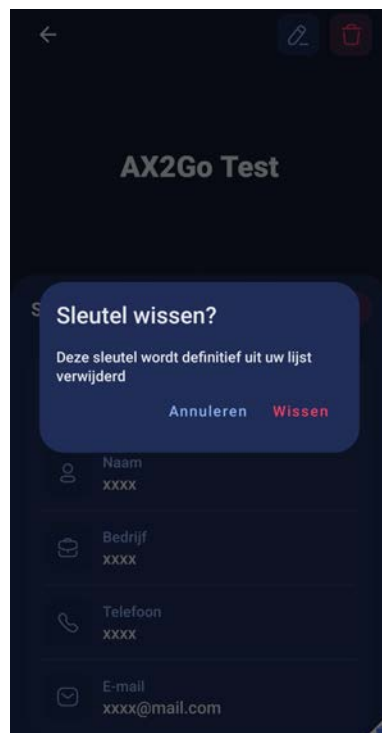 AX2Go Test
S
Sleutel wissen?
Deze sleutel wordt definitief uit uw lijst
verwijderd
Annuleren Wissen
Naam
xxxx
Bedrijf
xxxx
Telefoon
xxxx
E-mail
xxxx@mail.com